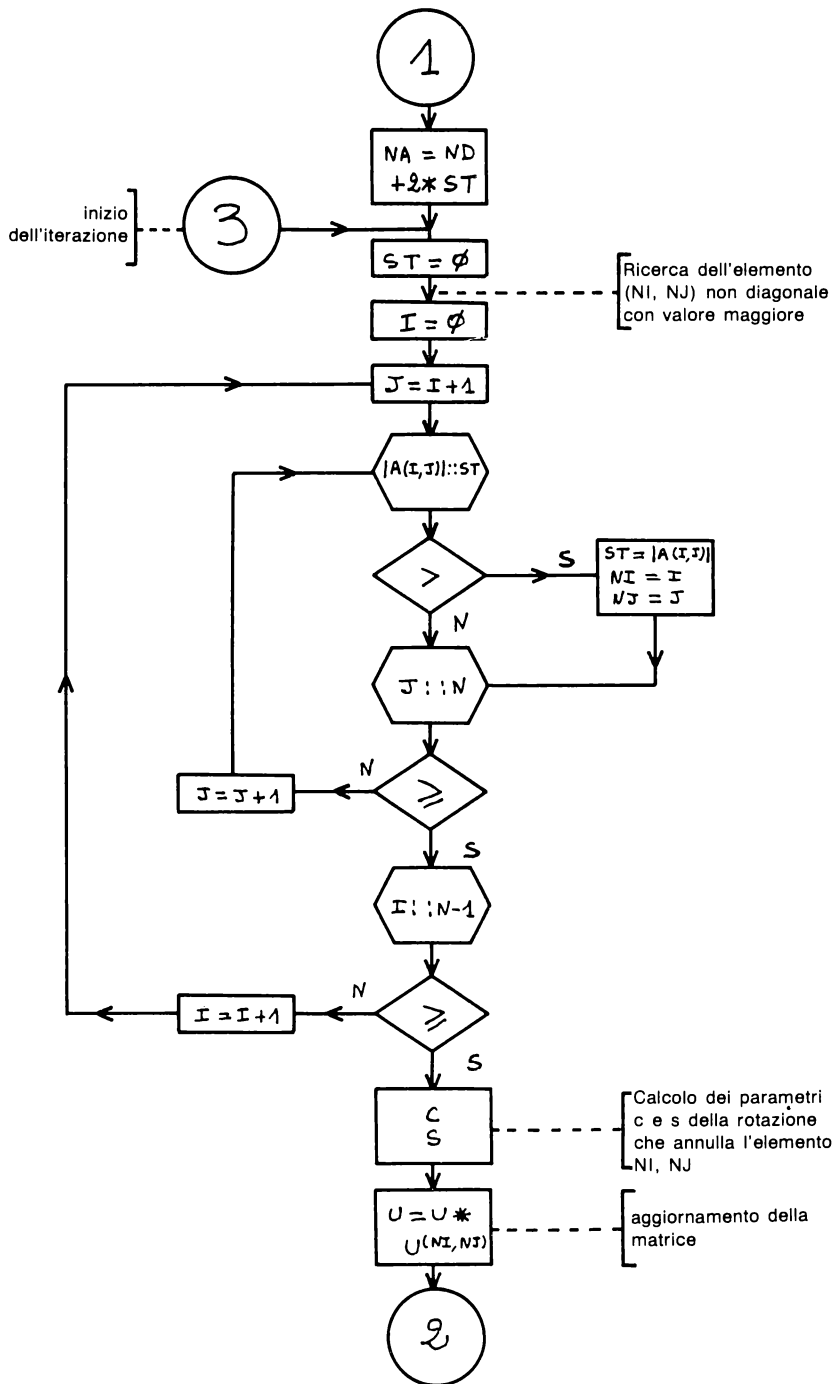 1
NA = ND
+2* ST
inizio
dell'iterazione
3
ST = Ø
Ricerca dell'elemento
(NI, NJ) non diagonale
con valore maggiore
I = Ø
J = I+1
|A(I,J)|::ST
>
S
ST = |A(I,J)|
NI = I
NJ = J
N
J::N
N
J = J+1
⩾
S
I::N-1
N
I = I+1
⩾
S
C
S
Calcolo dei parametri
c e s della rotazione
che annulla l'elemento
NI, NJ
U = U *
U(NI, NJ)
aggiornamento della
matrice
2